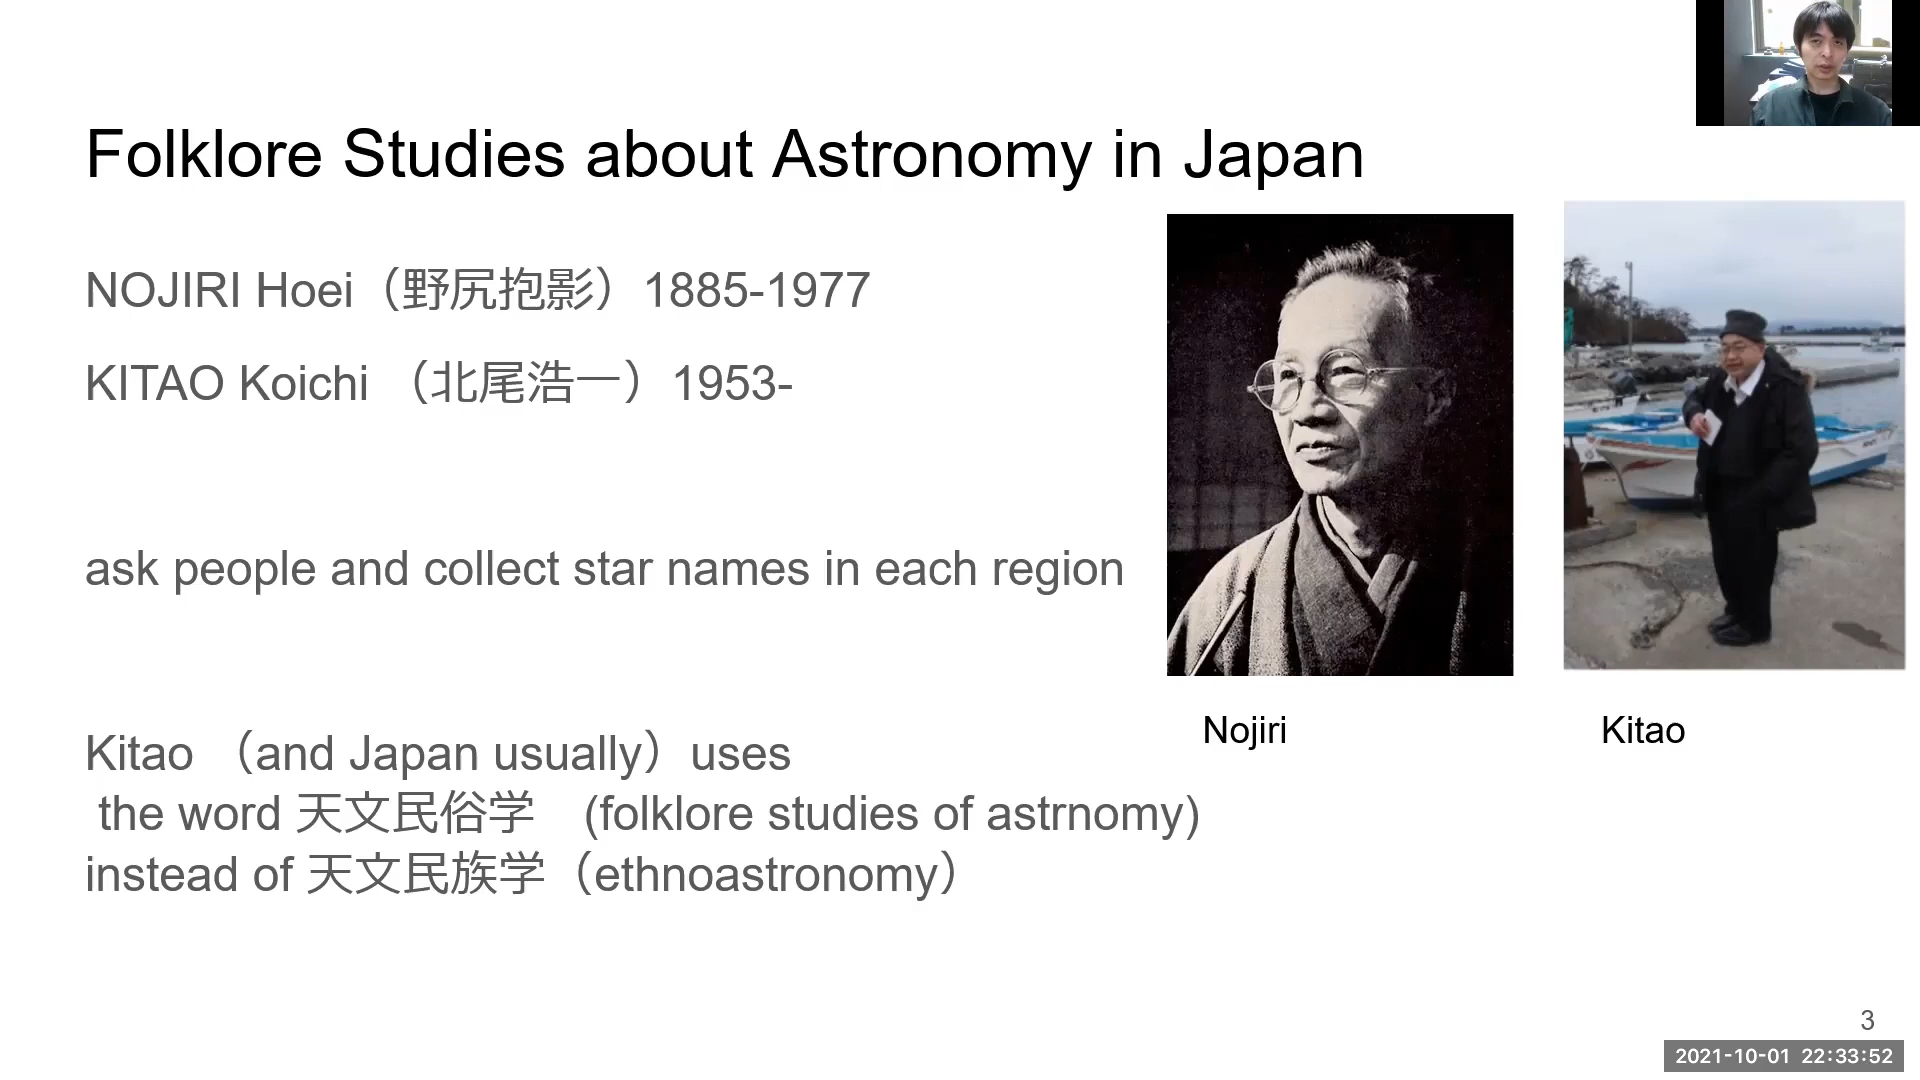 Folklore Studies about Astronomy in Japan
NOJIRI Hoei（野尻抱影）1885-1977
KITAO Koichi （北尾浩一）1953-
ask people and collect star names in each region
Kitao （and Japan usually）uses
the word 天文民俗学　(folklore studies of astrnomy)
instead of 天文民族学（ethnoastronomy）
Nojiri
Kitao
3
2021-10-01 22:33:52